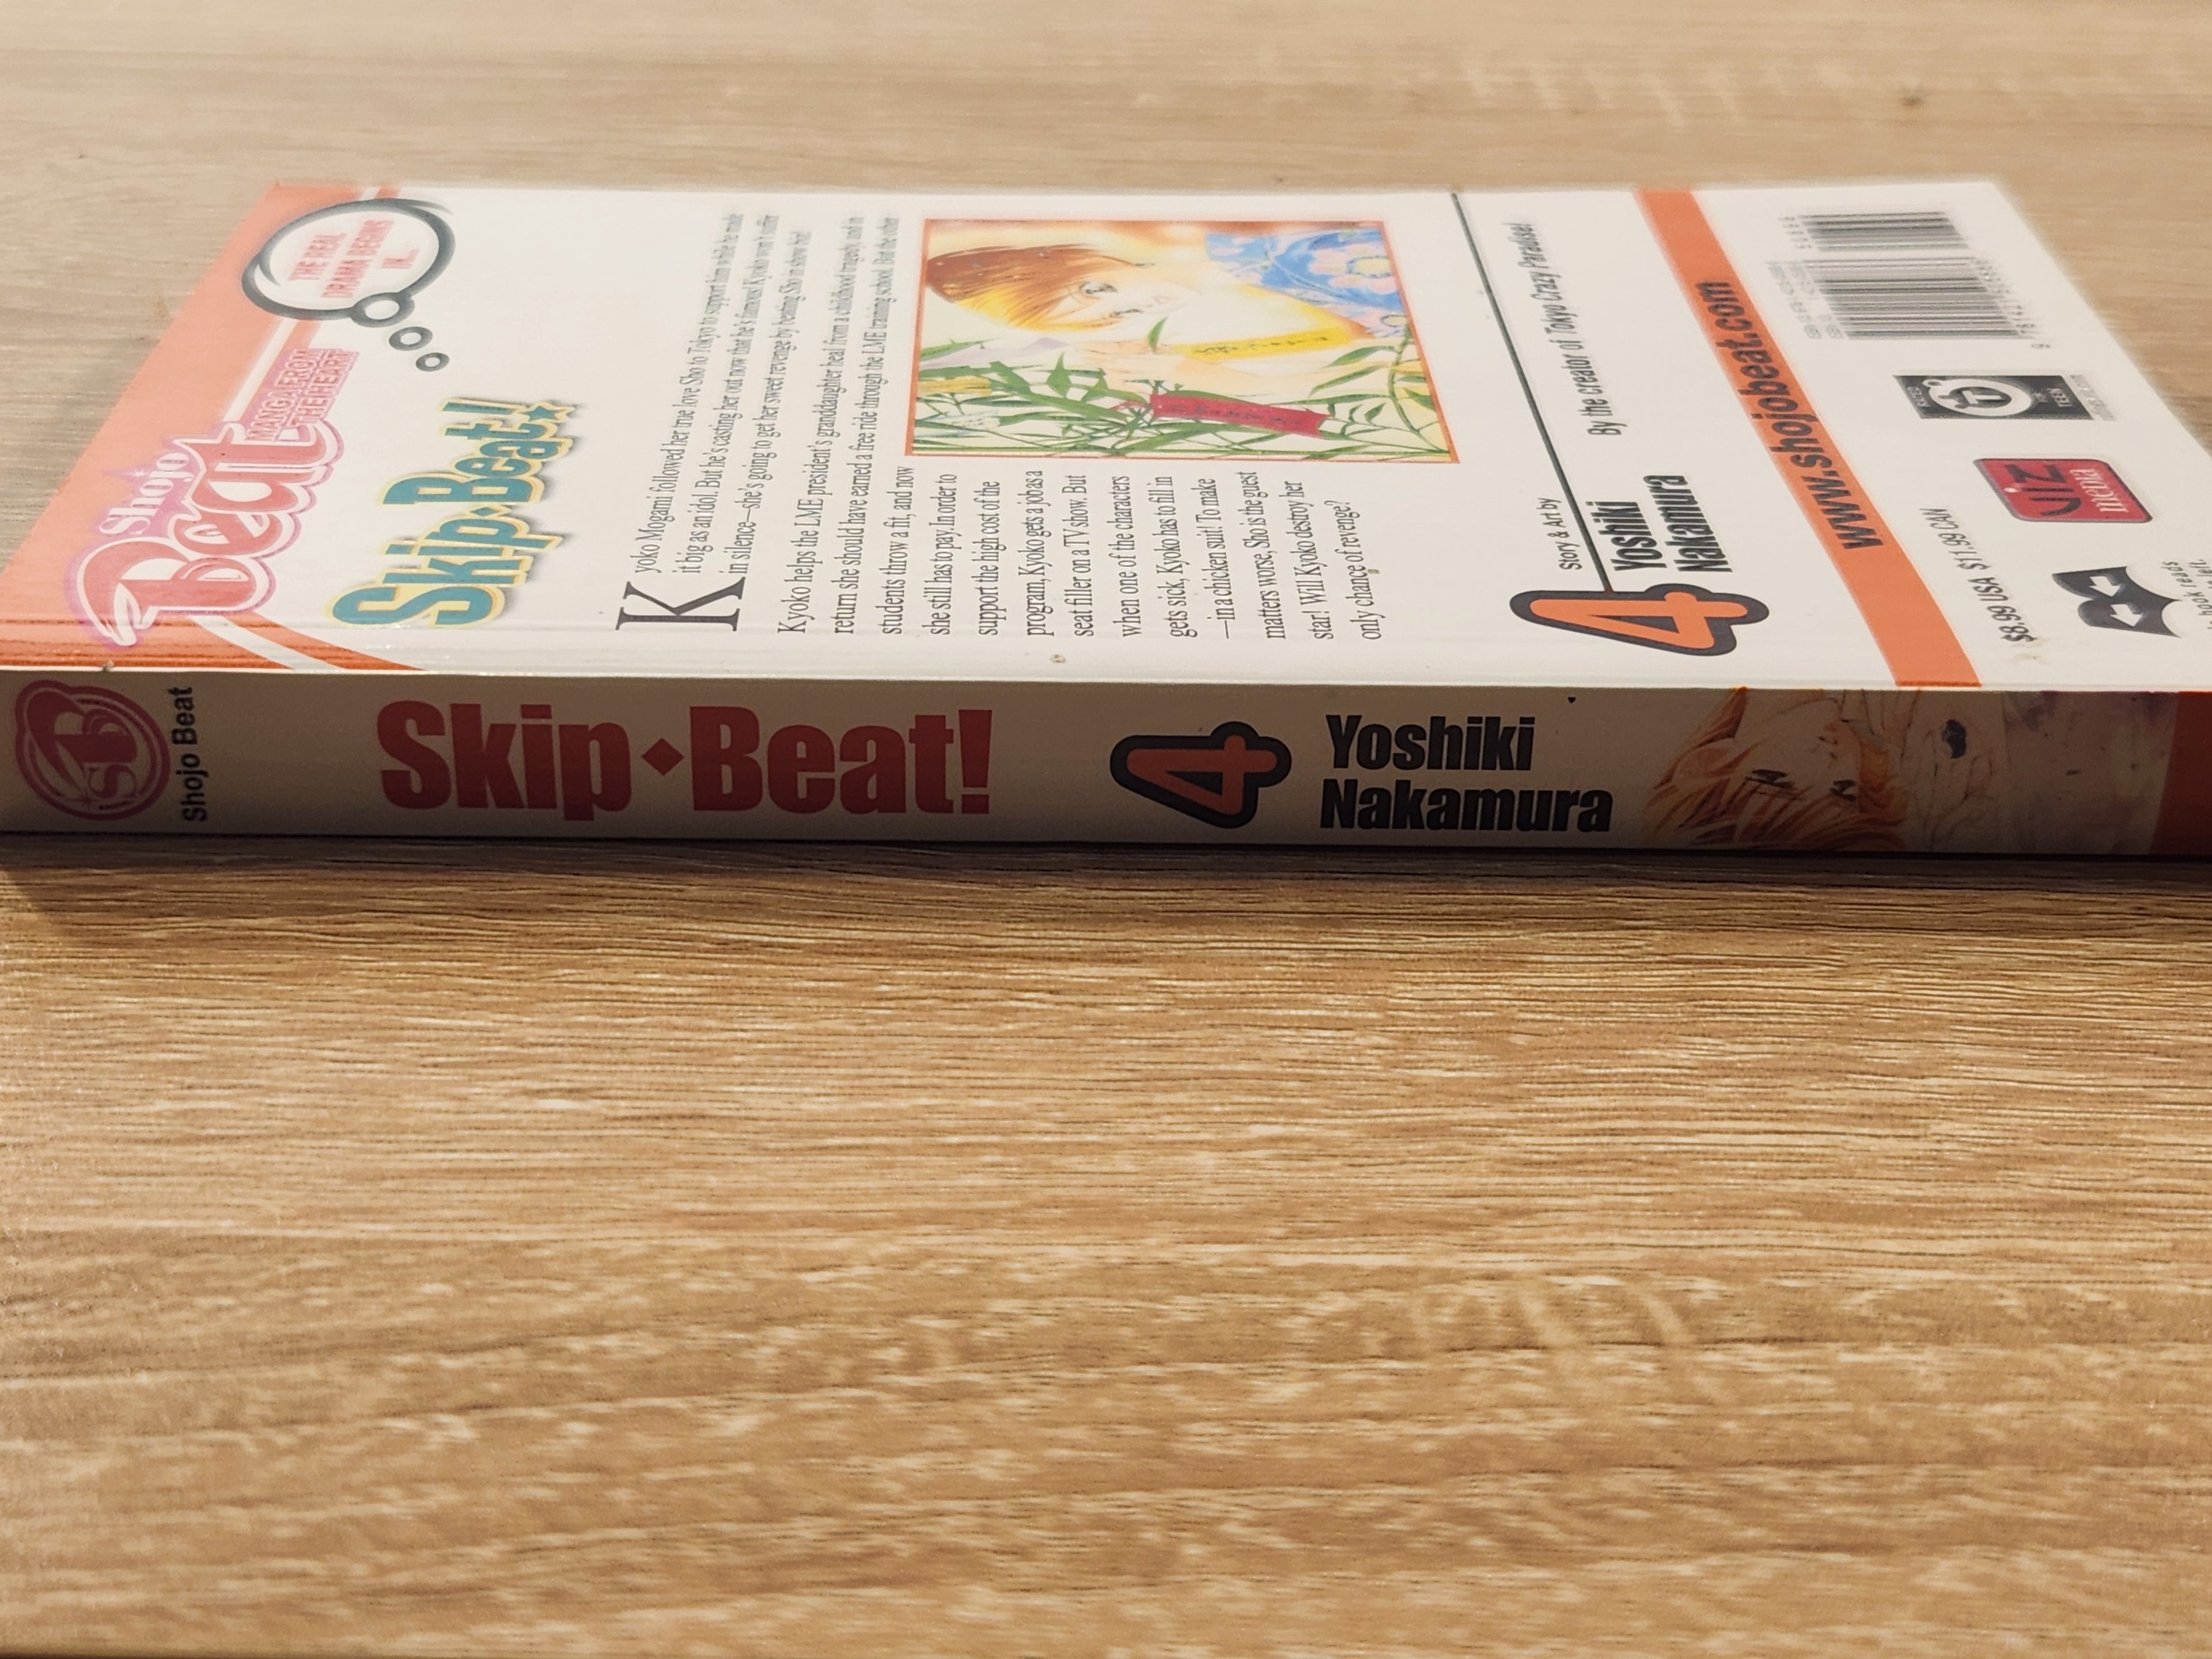 THE REAL
DRAMA BEGINS
IN...
Shojo
Beat
MANGA FROM
THE HEART
Skip•Beat!
Kyoko Mogami followed her true love Sho to Tokyo to support him while he made
it big as an idol. But he's casting her out now that he's famous! Kyoko won't suffer
in silence—she's going to get her sweet revenge by beating Sho in show biz!
Kyoko helps the LME president's granddaughter heal from a childhood tragedy, and in
return she should have earned a free ride through the LME training school. But the other
students throw a fit, and now
she still has to pay. In order to
support the high cost of the
program, Kyoko gets a job as a
seat filler on a TV show. But
when one of the characters
gets sick, Kyoko has to fill in
—in a chicken suit! To make
matters worse, Sho is the guest
star! Will Kyoko destroy her
only chance of revenge?
Story & Art by
Yoshiki
Nakamura
4
By the creator of Tokyo Crazy Paradise!
www.shojobeat.com
$8.99 USA $11.99 CAN
RATED
T
TEEN
VIZ
media
book reads
left
SB
Shojo Beat
Skip•Beat!
4
Yoshiki
Nakamura